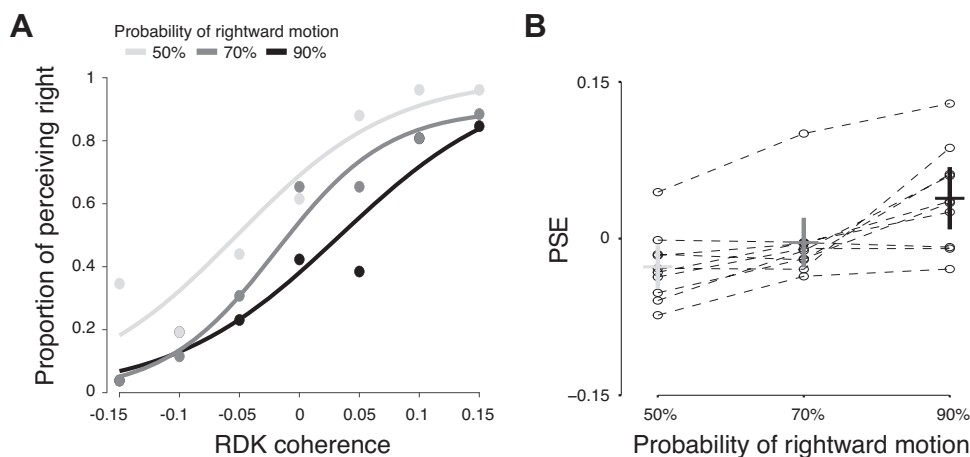 A
Probability of rightward motion
50% 70% 90%
Proportion of perceiving right
1
0.8
0.6
0.4
0.2
0
-0.15 -0.1 -0.05 0 0.05 0.1 0.15
RDK coherence
B
PSE
0.15
0
−0.15
50% 70% 90%
Probability of rightward motion